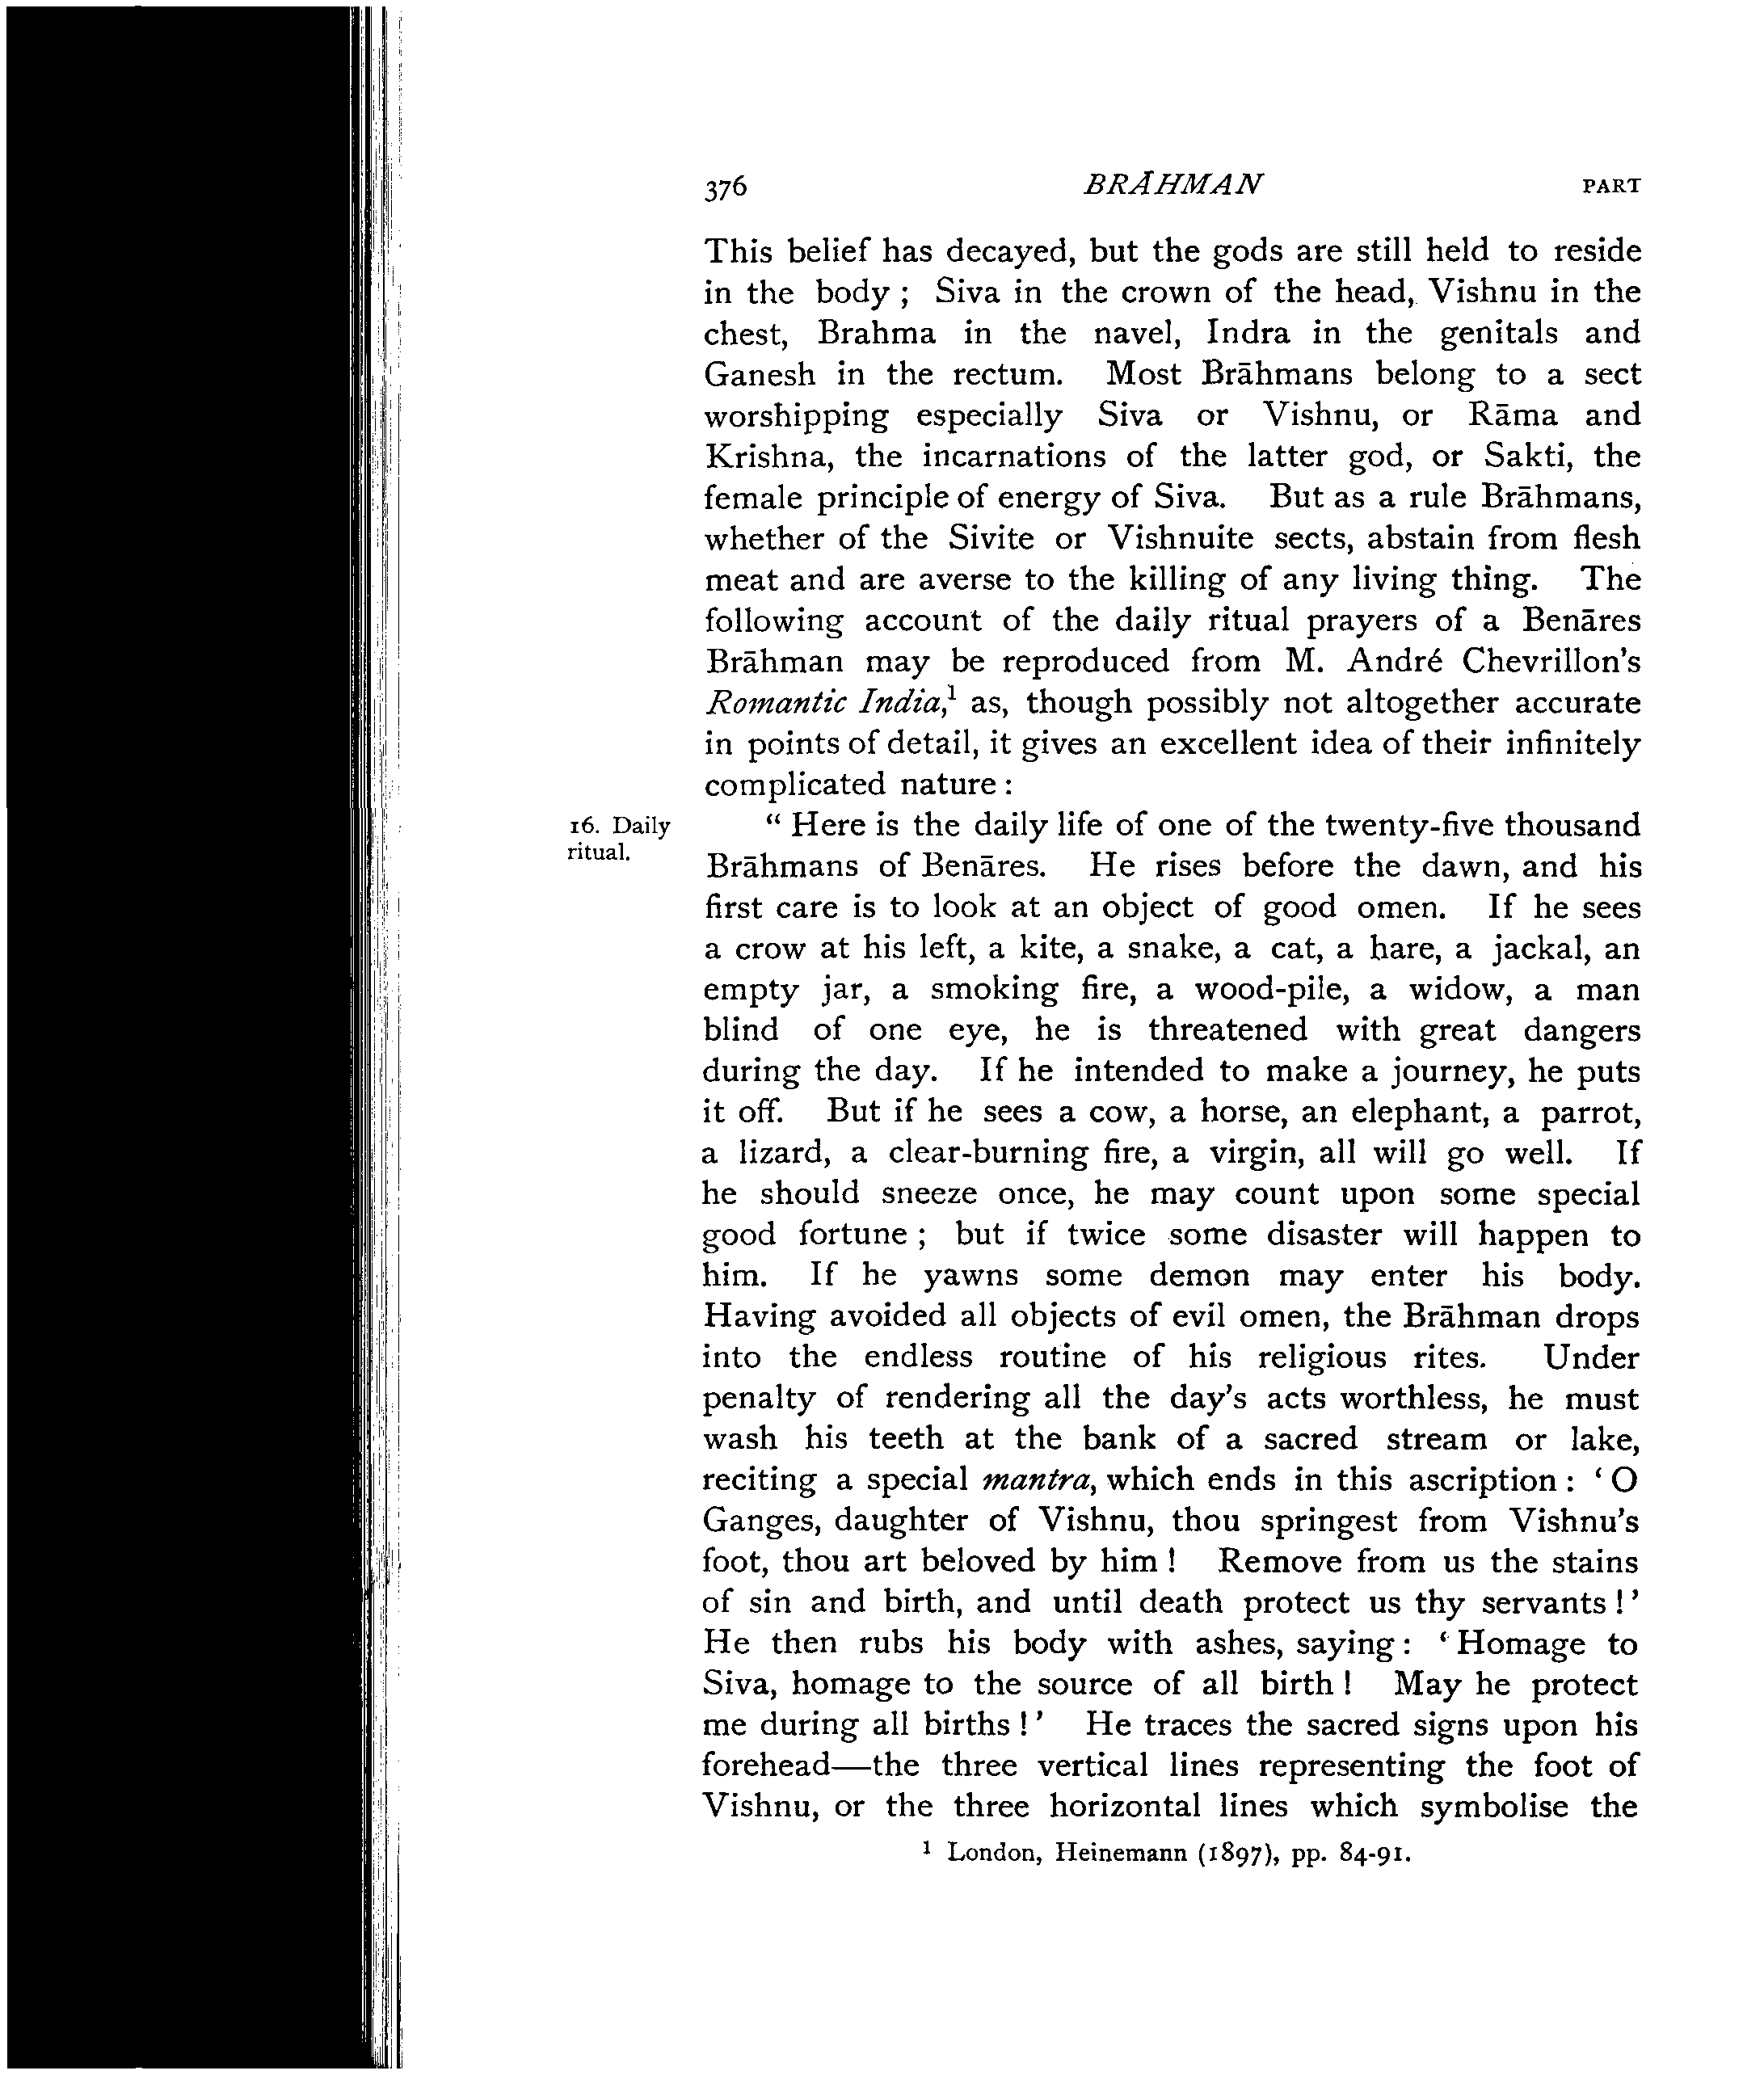 376 BRĀHMAN PART
This belief has decayed, but the gods are still held to reside
in the body ; Siva in the crown of the head, Vishnu in the
chest, Brahma in the navel, Indra in the genitals and
Ganesh in the rectum. Most Brāhmans belong to a sect
worshipping especially Siva or Vishnu, or Rāma and
Krishna, the incarnations of the latter god, or Sakti, the
female principle of energy of Siva. But as a rule Brāhmans,
whether of the Sivite or Vishnuite sects, abstain from flesh
meat and are averse to the killing of any living thing. The
following account of the daily ritual prayers of a Benāres
Brāhman may be reproduced from M. André Chevrillon's
Romantic India,¹ as, though possibly not altogether accurate
in points of detail, it gives an excellent idea of their infinitely
complicated nature :
16. Daily
ritual.
“ Here is the daily life of one of the twenty-five thousand
Brāhmans of Benāres. He rises before the dawn, and his
first care is to look at an object of good omen. If he sees
a crow at his left, a kite, a snake, a cat, a hare, a jackal, an
empty jar, a smoking fire, a wood-pile, a widow, a man
blind of one eye, he is threatened with great dangers
during the day. If he intended to make a journey, he puts
it off. But if he sees a cow, a horse, an elephant, a parrot,
a lizard, a clear-burning fire, a virgin, all will go well. If
he should sneeze once, he may count upon some special
good fortune ; but if twice some disaster will happen to
him. If he yawns some demon may enter his body.
Having avoided all objects of evil omen, the Brāhman drops
into the endless routine of his religious rites. Under
penalty of rendering all the day's acts worthless, he must
wash his teeth at the bank of a sacred stream or lake,
reciting a special mantra, which ends in this ascription : ‘ O
Ganges, daughter of Vishnu, thou springest from Vishnu's
foot, thou art beloved by him ! Remove from us the stains
of sin and birth, and until death protect us thy servants ! ’
He then rubs his body with ashes, saying : ‘ Homage to
Siva, homage to the source of all birth ! May he protect
me during all births ! ’ He traces the sacred signs upon his
forehead—the three vertical lines representing the foot of
Vishnu, or the three horizontal lines which symbolise the
¹ London, Heinemann (1897), pp. 84-91.